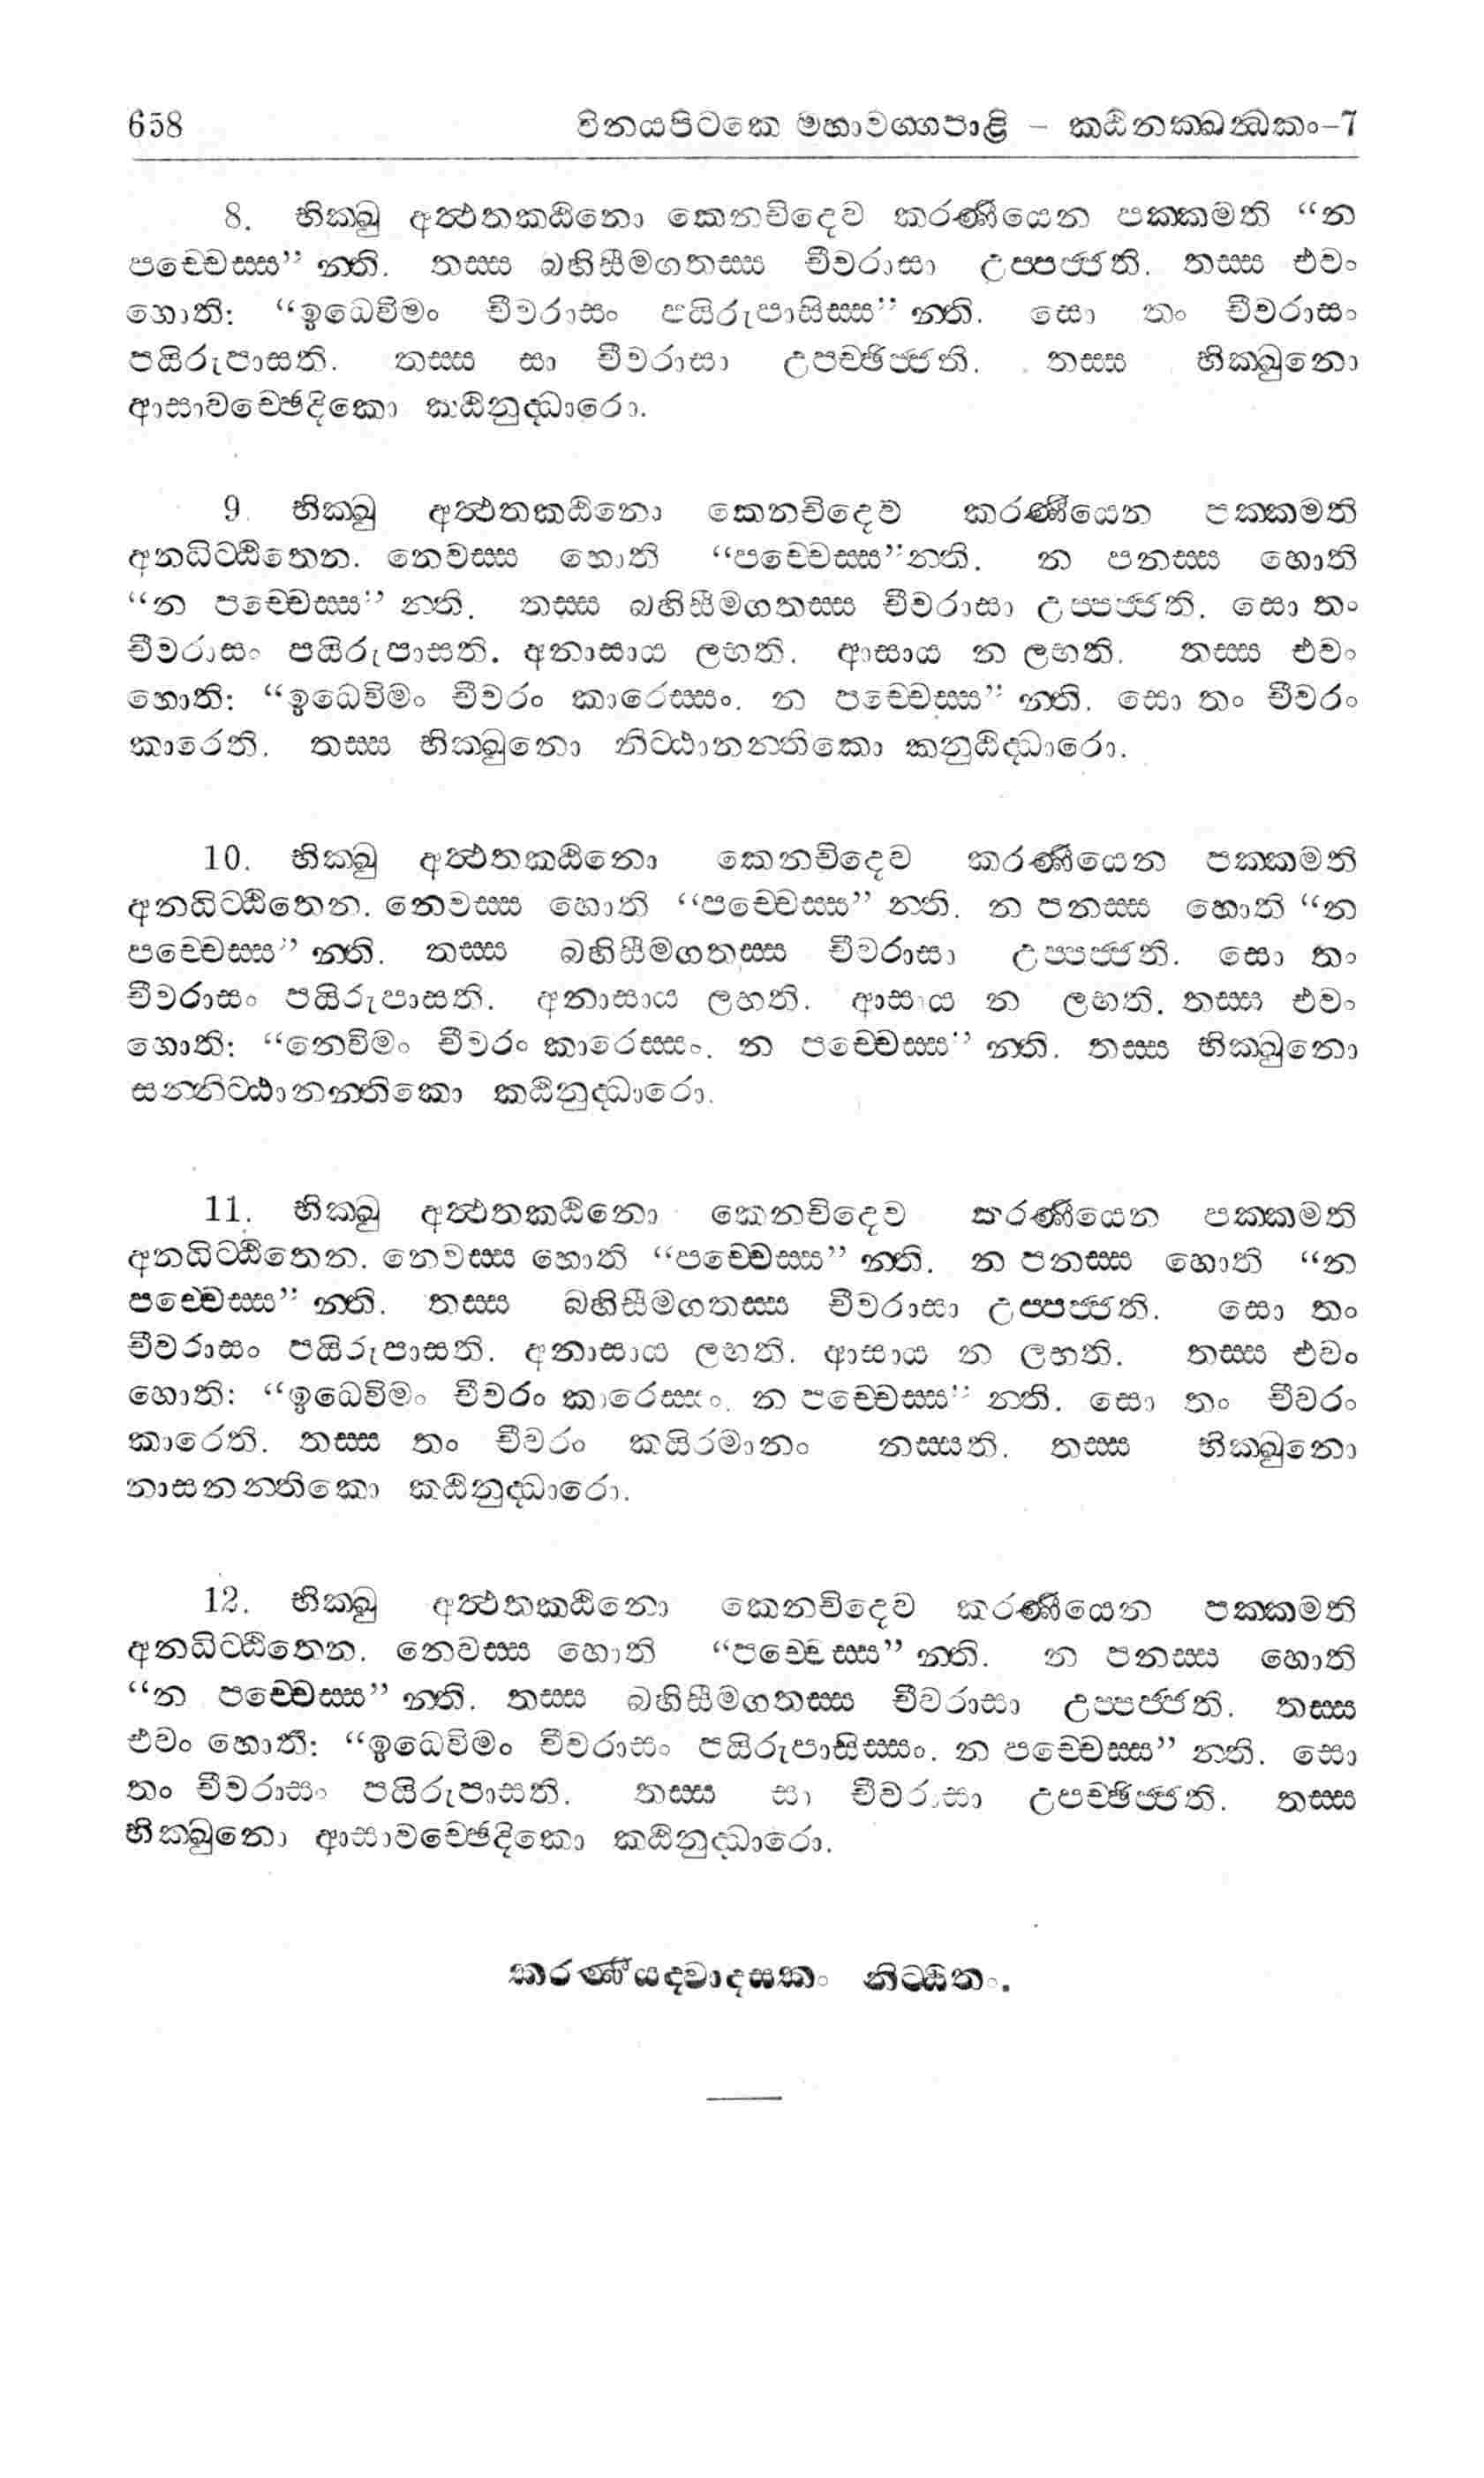 658 විනයපිටකෙ මහාවග්ගපාළි – කඨිනක්ඛන්ධකං–7
8. භික්ඛු අත්ථතකඨිනො කෙනචිදෙව කරණීයෙන පක්කමති “න
පච්චෙස්ස” න්ති. තස්ස බහිසීමගතස්ස චීවරාසා උප්පජ්ජති. තස්ස එවං
හොති: “ඉධෙවිමං චීවරාසං පයිරුපාසිස්ස” න්ති. සො තං චීවරාසං
පයිරුපාසති. තස්ස සා චීවරාසා උපච්ඡිජ්ජති. තස්ස භික්ඛුනො
ආසාවච්ඡෙදිකො කඨිනුද්ධාරො.
9. භික්ඛු අත්ථතකඨිනො කෙනචිදෙව කරණීයෙන පක්කමති
අනධිට්ඨිතෙන. නෙවස්ස හොති “පච්චෙස්ස”න්ති. න පනස්ස හොති
“න පච්චෙස්ස” න්ති. තස්ස බහිසීමගතස්ස චීවරාසා උප්පජ්ජති. සො තං
චීවරාසං පයිරුපාසති. අනාසාය ලභති. ආසාය න ලභති. තස්ස එවං
හොති: “ඉධෙවිමං චීවරං කාරෙස්සං. න පච්චෙස්ස” න්ති. සො තං චීවරං
කාරෙති. තස්ස භික්ඛුනො නිට්ඨානන්තිකො කනුඨිද්ධාරො.
10. භික්ඛු අත්ථතකඨිනො කෙනචිදෙව කරණීයෙන පක්කමති
අනධිට්ඨිතෙන. නෙවස්ස හොති “පච්චෙස්ස” න්ති. න පනස්ස හොති “න
පච්චෙස්ස” න්ති. තස්ස බහිසීමගතස්ස චීවරාසා උප්පජ්ජති. සො තං
චීවරාසං පයිරුපාසති. අනාසාය ලභති. ආසාය න ලභති. තස්ස එවං
හොති: “නෙවිමං චීවරං කාරෙස්සං. න පච්චෙස්ස” න්ති. තස්ස භික්ඛුනො
සන්නිට්ඨානන්තිකො කඨිනුද්ධාරො.
11. භික්ඛු අත්ථතකඨිනො කෙනචිදෙව කරණීයෙන පක්කමති
අනධිට්ඨිතෙන. නෙවස්ස හොති “පච්චෙස්ස” න්ති. න පනස්ස හොති “න
පච්චෙස්ස” න්ති. තස්ස බහිසීමගතස්ස චීවරාසා උප්පජ්ජති. සො තං
චීවරාසං පයිරුපාසති. අනාසාය ලභති. ආසාය න ලභති. තස්ස එවං
හොති: “ඉධෙවිමං චීවරං කාරෙස්සං. න පච්චෙස්ස” න්ති. සො තං චීවරං
කාරෙති. තස්ස තං චීවරං කයිරමානං නස්සති. තස්ස භික්ඛුනො
නාසනන්තිකො කඨිනුද්ධාරො.
12. භික්ඛු අත්ථතකඨිනො කෙනචිදෙව කරණීයෙන පක්කමති
අනධිට්ඨිතෙන. නෙවස්ස හොති “පච්චෙස්ස” න්ති. න පනස්ස හොති
“න පච්චෙස්ස” න්ති. තස්ස බහිසීමගතස්ස චීවරාසා උප්පජ්ජති. තස්ස
එවං හොතී: “ඉධෙවිමං චීවරාසං පයිරුපාසිස්සං. න පච්චෙස්ස” න්ති. සො
තං චීවරාසං පයිරුපාසති. තස්ස සා චීවරාසා උපච්ඡිජ්ජති. තස්ස
භික්ඛුනො ආසාවච්ඡෙදිකො කඨිනුද්ධාරො.
කරණීයද්වාදසකං නිට්ඨිතං.